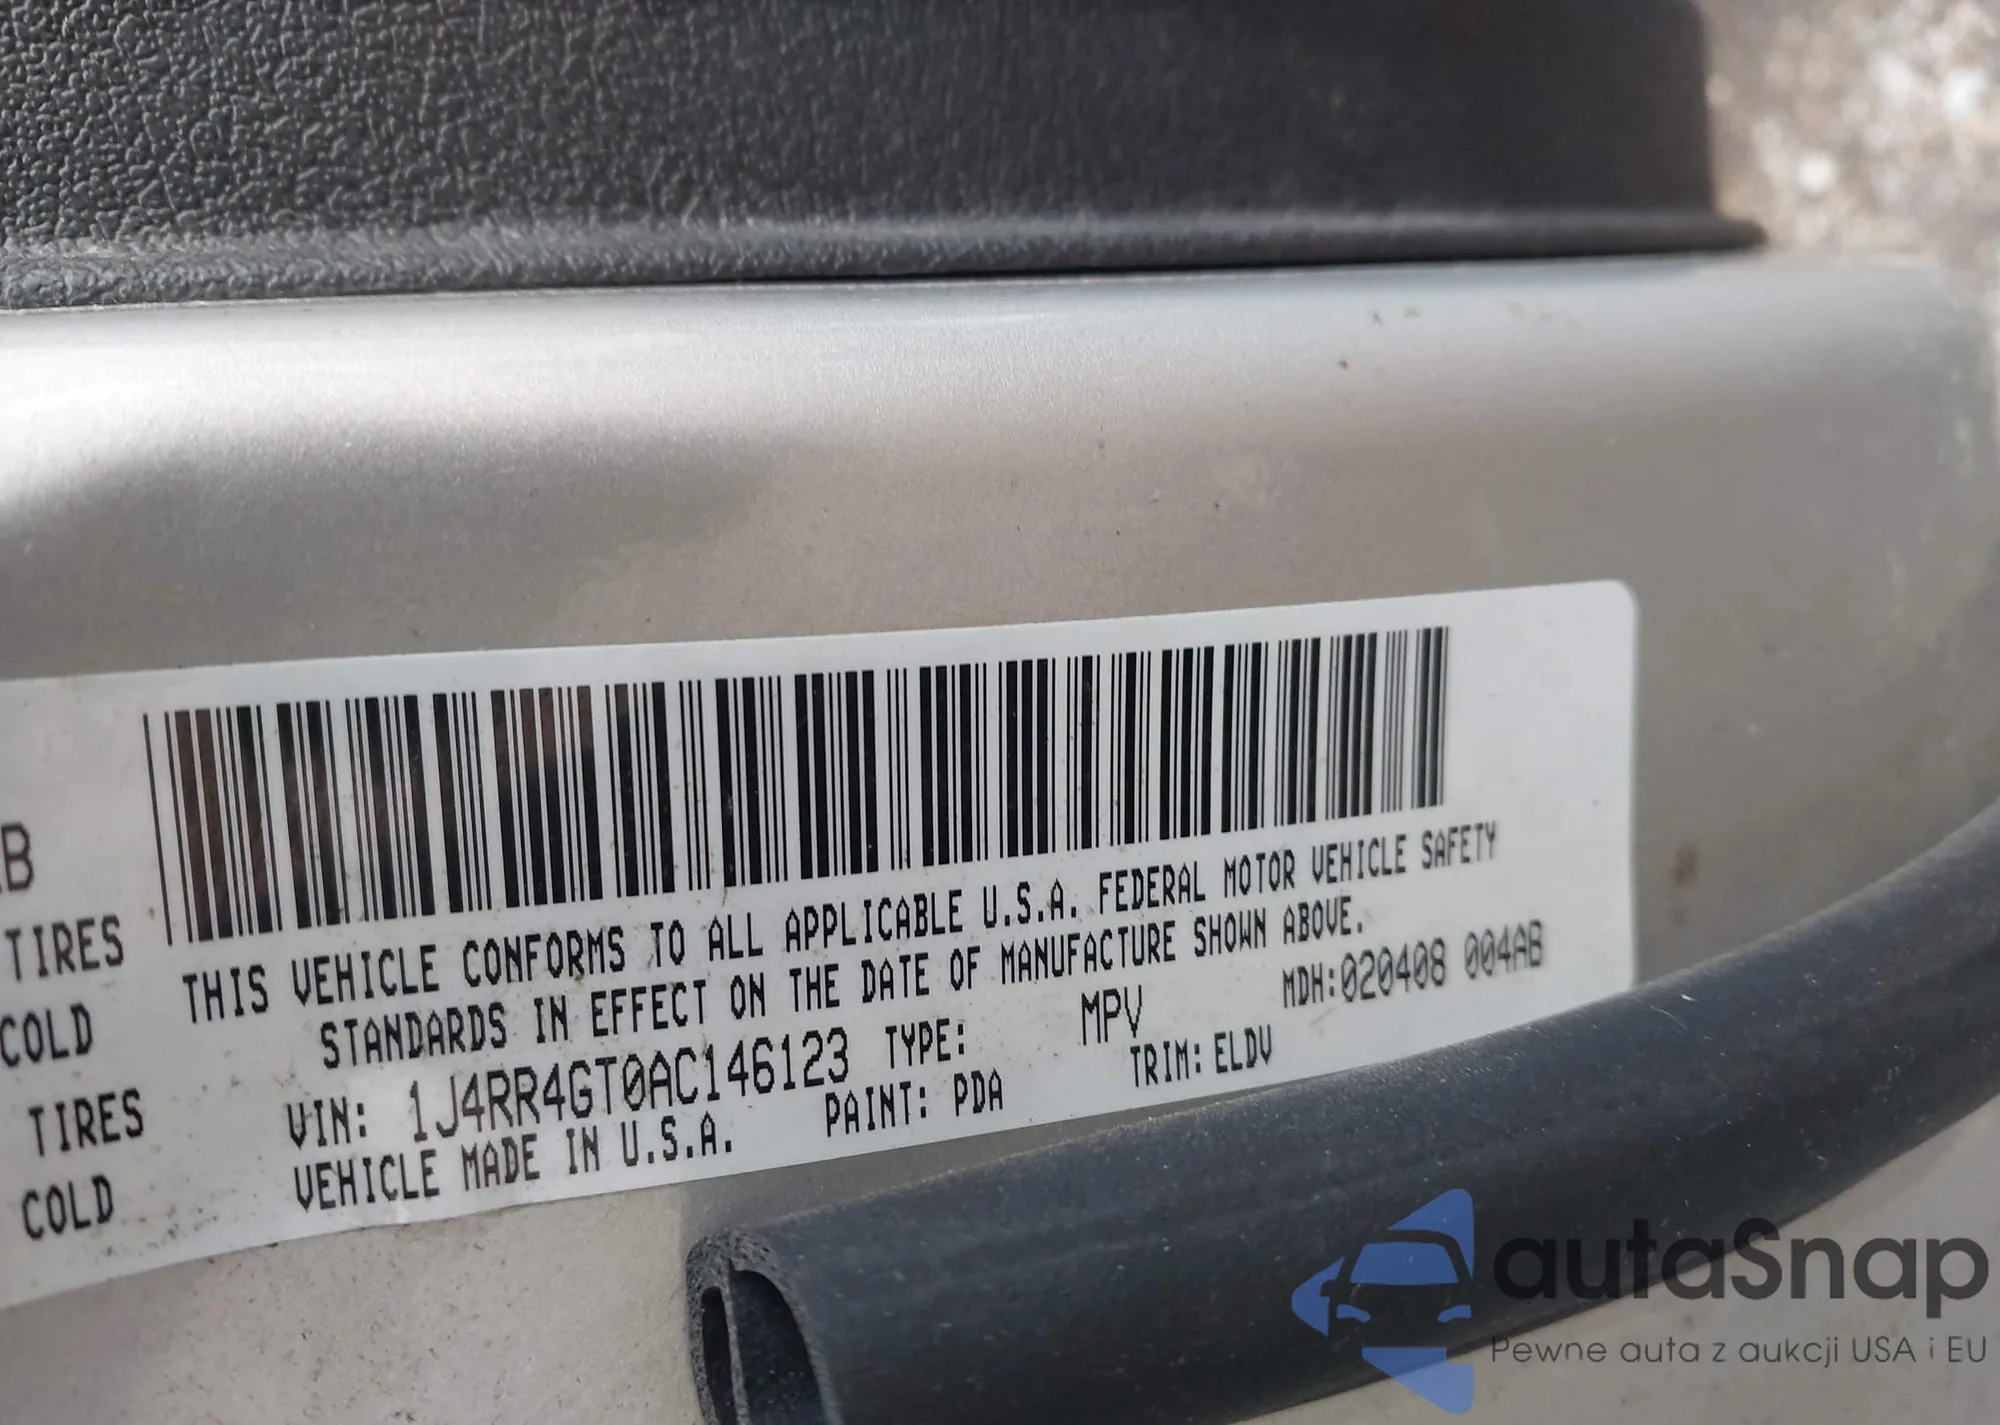 B
TIRES
COLD
TIRES
COLD
THIS VEHICLE CONFORMS TO ALL APPLICABLE U.S.A. FEDERAL MOTOR VEHICLE SAFETY
STANDARDS IN EFFECT ON THE DATE OF MANUFACTURE SHOWN ABOVE.
VIN: 1J4RR4GT0AC146123 TYPE: MPV MDH:020408 004AB
VEHICLE MADE IN U.S.A. PAINT: PDA TRIM: ELDV
autaSnap
Pewne auta z aukcji USA i EU